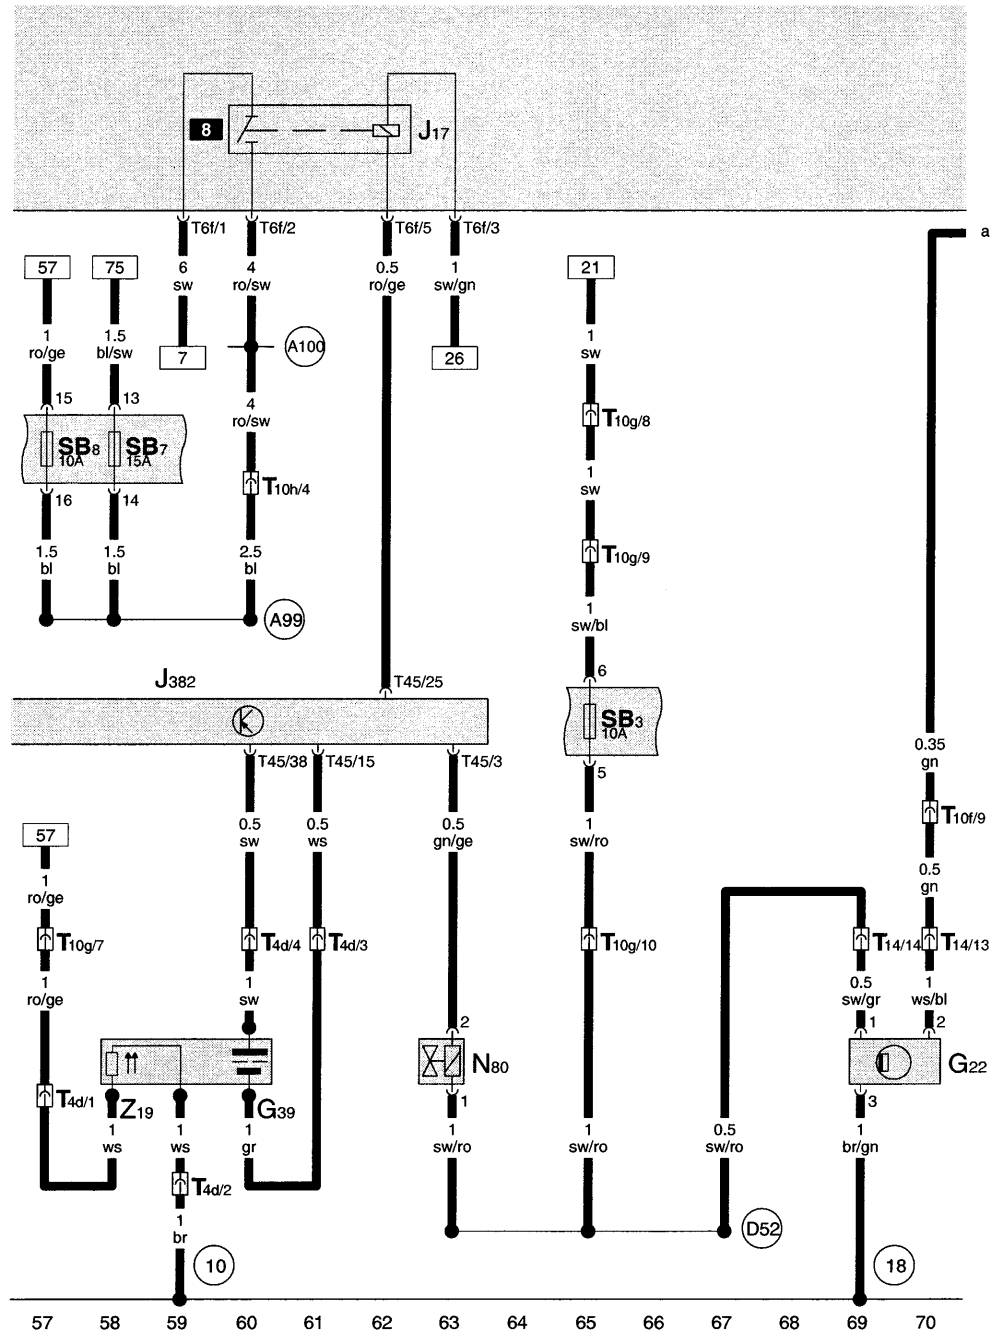 8 J17
T6f/1 T6f/2 T6f/5 T6f/3
a
57 75 6 4 0.5 1 21
sw ro/sw ro/ge sw/gn
1 1.5 1
ro/ge bl/sw 7 A100 26 sw
15 13 4
ro/sw T10g/8
SB8 SB7
10A 15A
1
16 14 T10h/4 sw
1.5 1.5 2.5 T10g/9
bl bl bl
1
A99 sw/bl
J382 T45/25 6
SB3
10A
T45/38 T45/15 T45/3 5
0.35
gn
57 0.5 0.5 0.5 1 T10f/9
sw ws gn/ge sw/ro
1 0.5
ro/ge gn
T10g/7 T4d/4 T4d/3 T10g/10 T14/14 T14/13
1 1 0.5 1
ro/ge sw sw/gr ws/bl
2 1 2
N80 G22
T4d/1 Z19 G39 1 3
1 1 1 1 1 0.5 1
ws ws gr sw/ro sw/ro sw/ro br/gn
T4d/2
1 D52
br
10 18
57 58 59 60 61 62 63 64 65 66 67 68 69 70